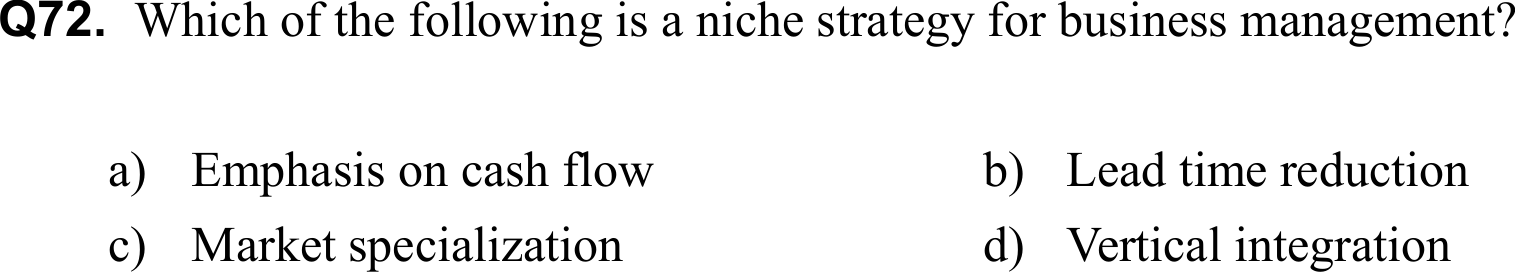 Q72. Which of the following is a niche strategy for business management?
a) Emphasis on cash flow b) Lead time reduction
c) Market specialization d) Vertical integration